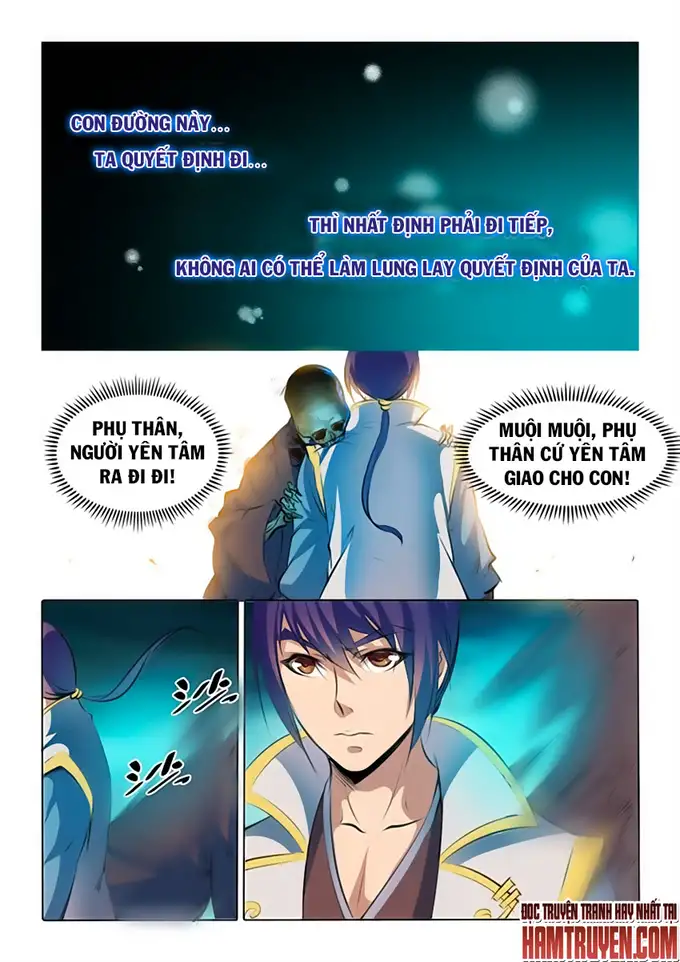 CON ĐƯỜNG NÀY...
TA QUYẾT ĐỊNH ĐI...
THÌ NHẤT ĐỊNH PHẢI ĐI TIẾP,
KHÔNG AI CÓ THỂ LÀM LUNG LAY QUYẾT ĐỊNH CỦA TA.
PHỤ THÂN,
NGƯỜI YÊN TÂM
RA ĐI ĐI!
MUỘI MUỘI, PHỤ
THÂN CỨ YÊN TÂM
GIAO CHO CON!
沙
沙
ĐỌC TRUYỆN TRANH HAY NHẤT TẠI
HAMTRUYEN.COM